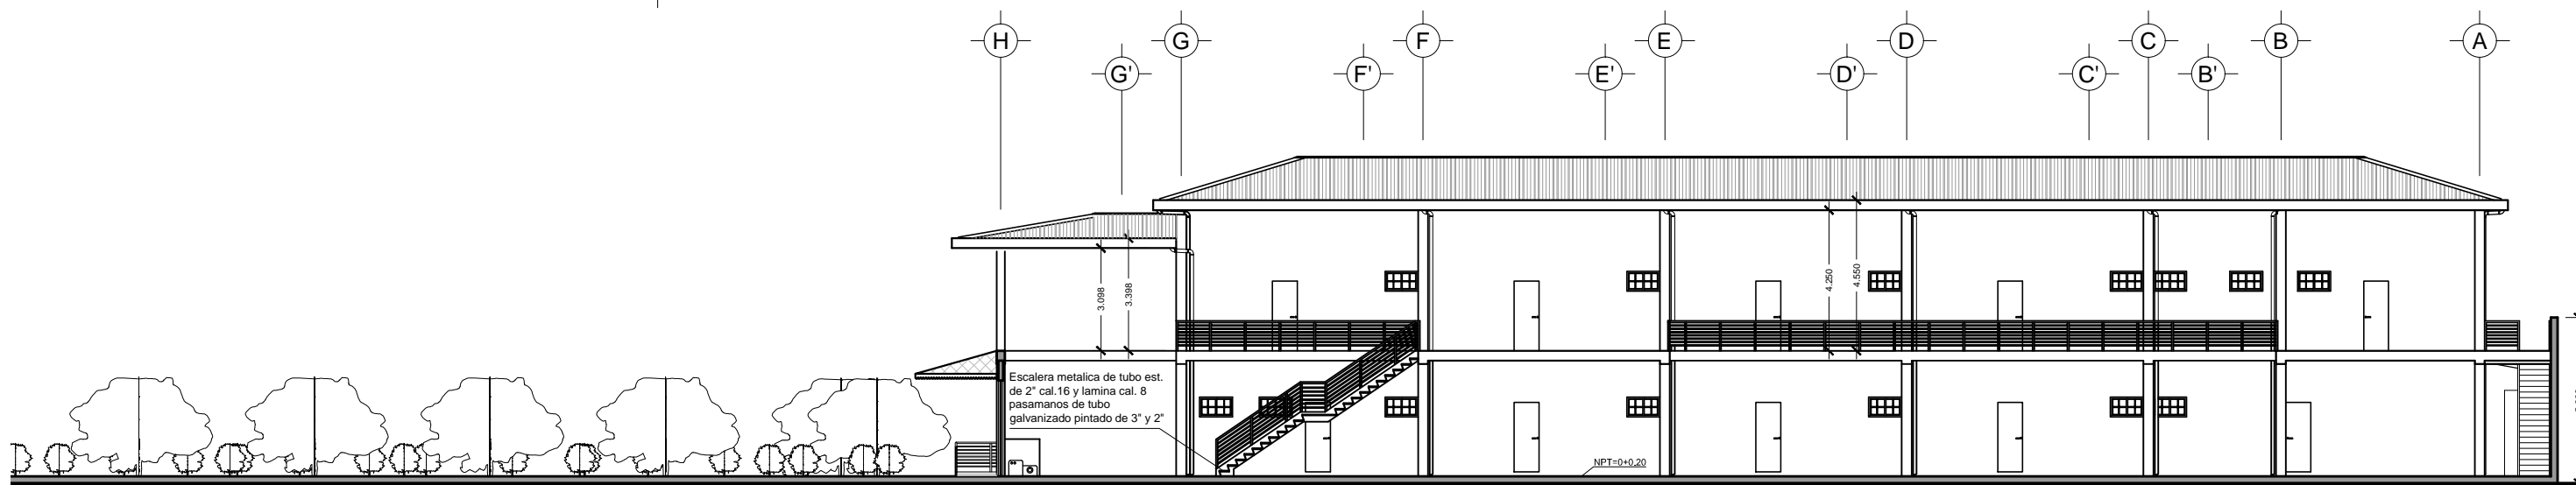 H
G
F
E
D
C
B
A
G'
F'
E'
D'
C'
B'
3.098
3.398
4.250
4.550
Escalera metalica de tubo est.
de 2" cal.16 y lamina cal. 8
pasamanos de tubo
galvanizado pintado de 3" y 2"
NPT=0+0.20